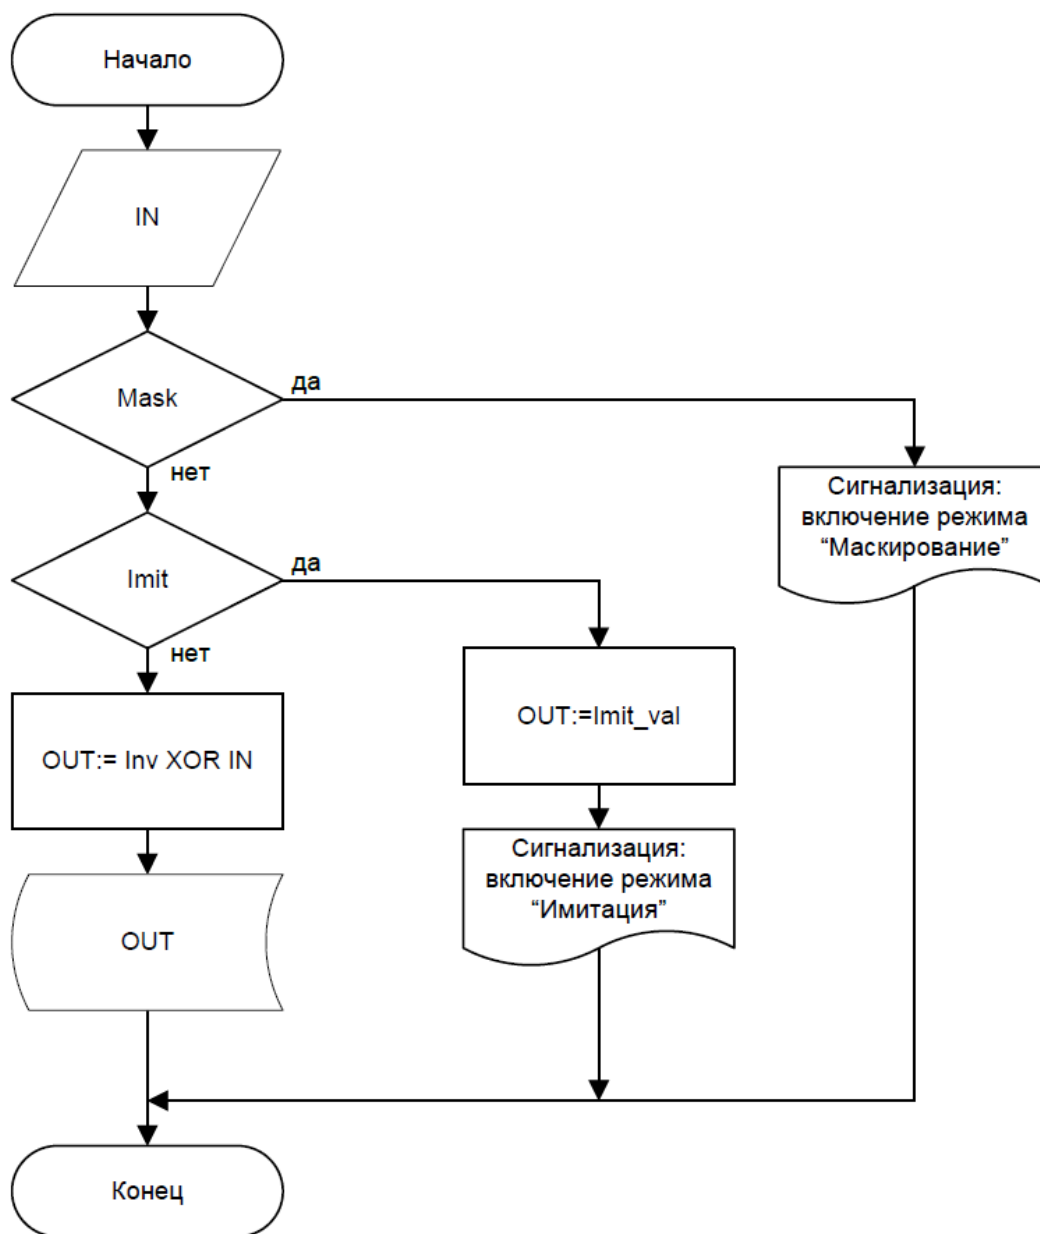 Начало
IN
Mask
да
нет
Сигнализация:
включение режима
“Маскирование”
Imit
да
нет
OUT:=Imit_val
OUT:= Inv XOR IN
Сигнализация:
включение режима
“Имитация”
OUT
Конец